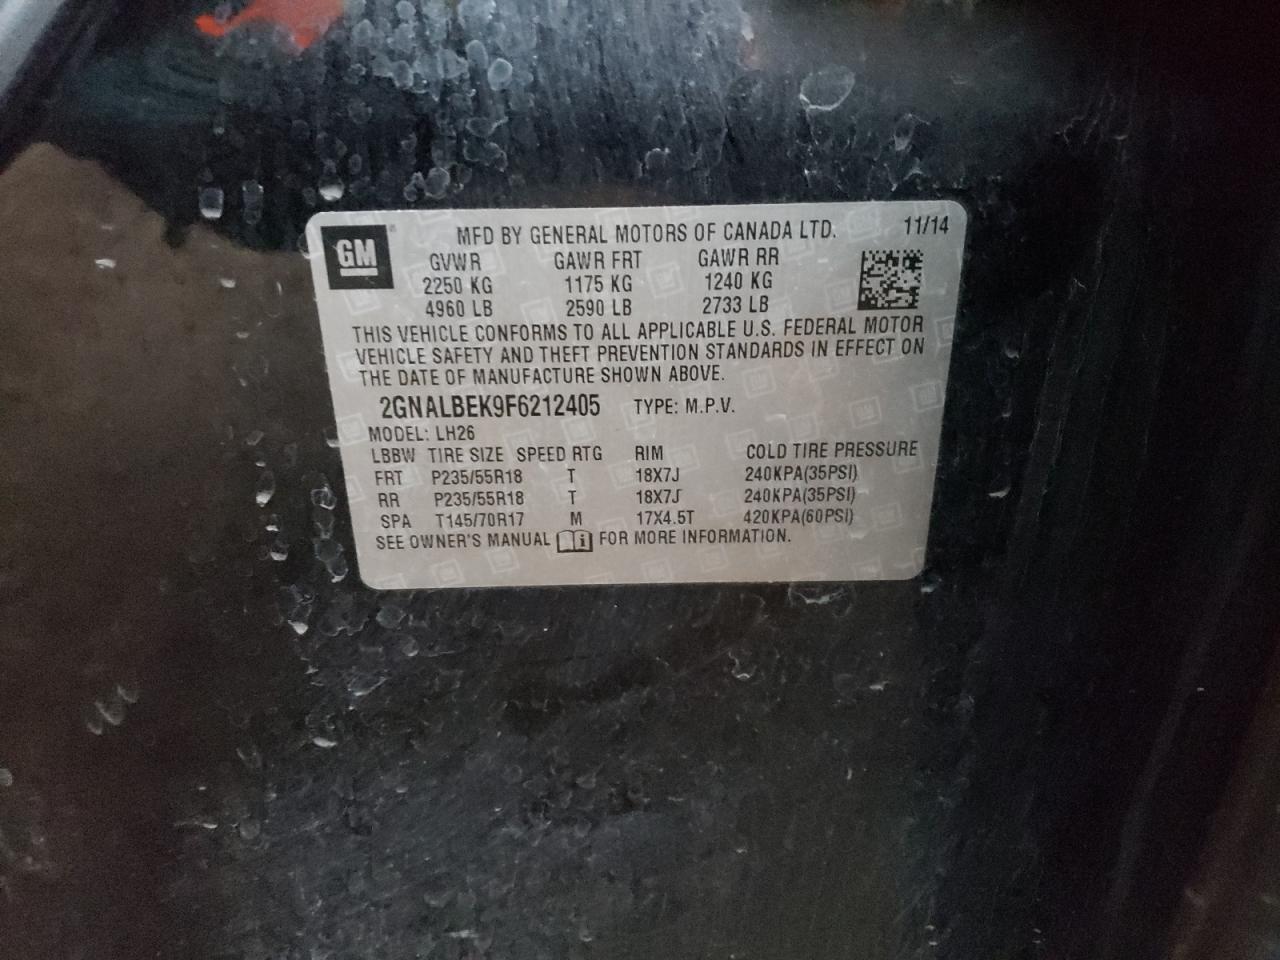 GM
MFD BY GENERAL MOTORS OF CANADA LTD. 11/14
GVWR GAWR FRT GAWR RR
2250 KG 1175 KG 1240 KG
4960 LB 2590 LB 2733 LB
THIS VEHICLE CONFORMS TO ALL APPLICABLE U.S. FEDERAL MOTOR
VEHICLE SAFETY AND THEFT PREVENTION STANDARDS IN EFFECT ON
THE DATE OF MANUFACTURE SHOWN ABOVE.
2GNALBEK9F6212405 TYPE: M.P.V.
MODEL: LH26
LBBW TIRE SIZE SPEED RTG RIM COLD TIRE PRESSURE
FRT P235/55R18 T 18X7J 240KPA(35PSI)
RR P235/55R18 T 18X7J 240KPA(35PSI)
SPA T145/70R17 M 17X4.5T 420KPA(60PSI)
SEE OWNER'S MANUAL FOR MORE INFORMATION.